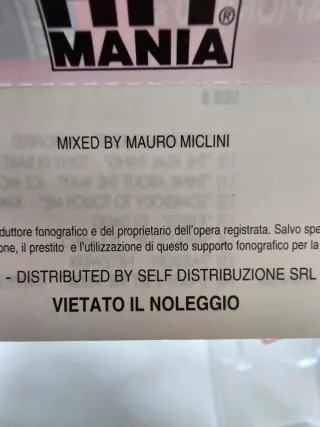 MANIA®
MIXED BY MAURO MICLINI
duttore fonografico e del proprietario dell'opera registrata. Salvo spe
one, il prestito e l'utilizzazione di questo supporto fonografico per la
- DISTRIBUTED BY SELF DISTRIBUZIONE SRL
VIETATO IL NOLEGGIO